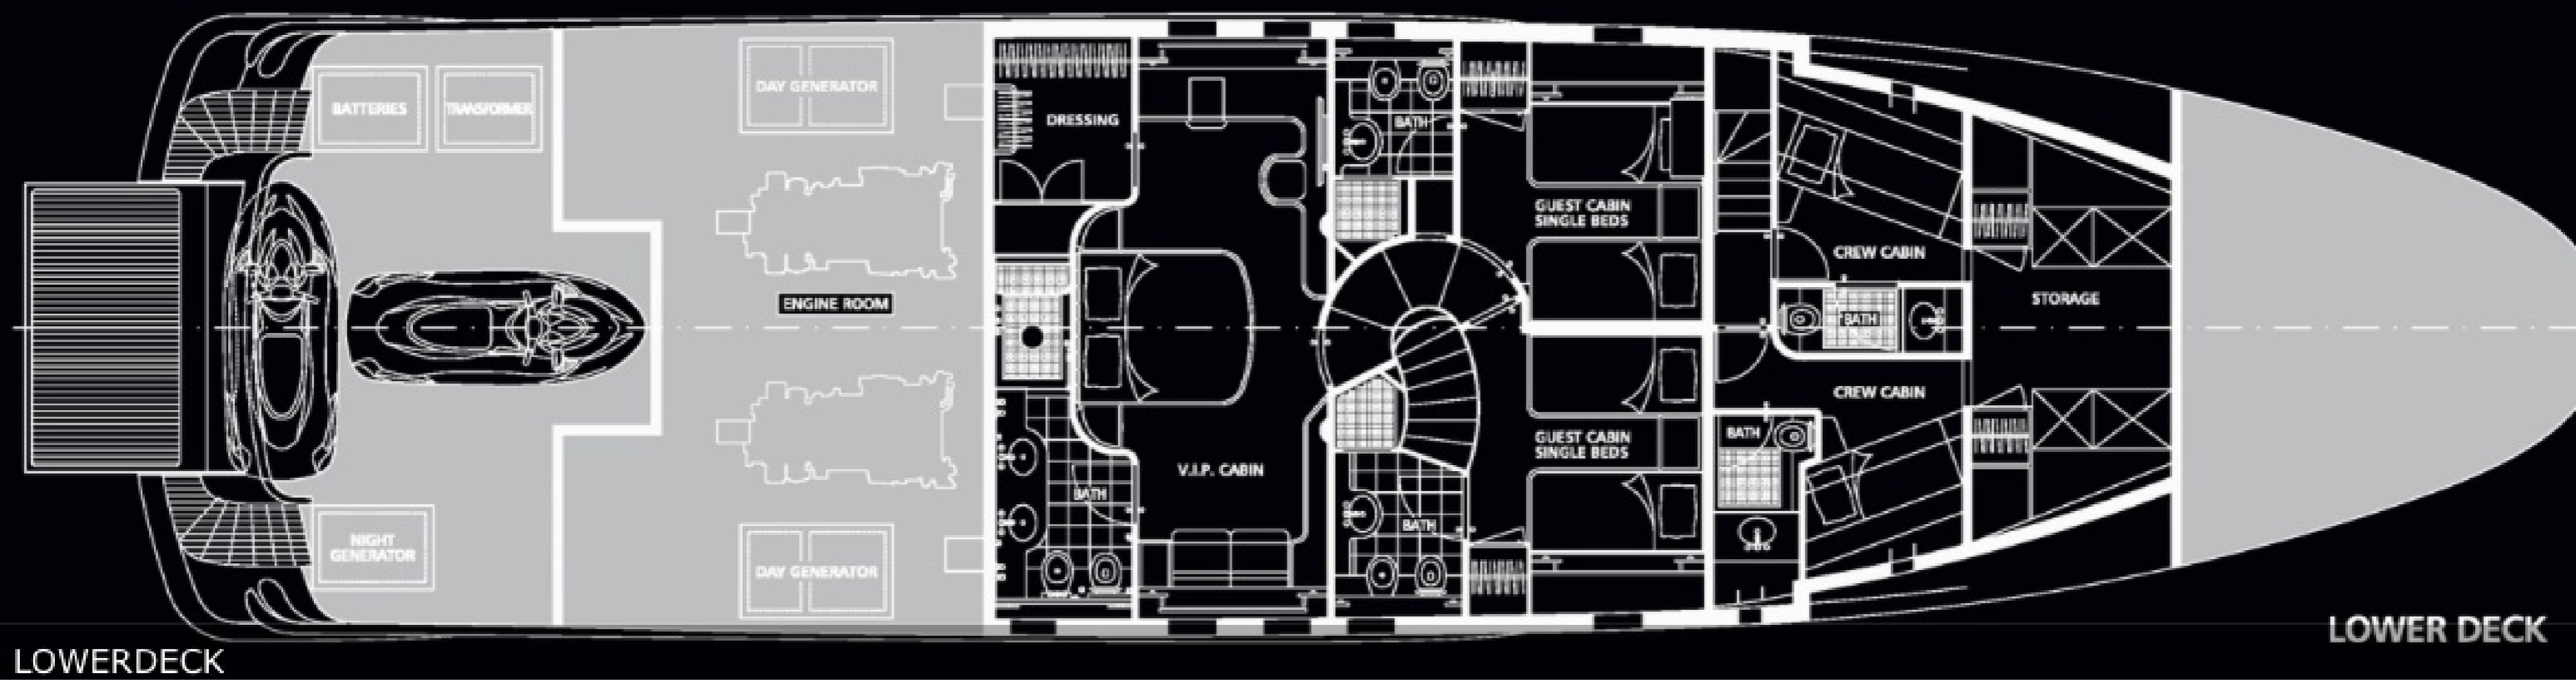 BATTERIES
TRANSFORMER
DAY GENERATOR
DRESSING
BATH
GUEST CABIN
SINGLE BEDS
CREW CABIN
ENGINE ROOM
BATH
STORAGE
CREW CABIN
V.I.P. CABIN
BATH
BATH
GUEST CABIN
SINGLE BEDS
BATH
NIGHT
GENERATOR
DAY GENERATOR
LOWER DECK
LOWERDECK